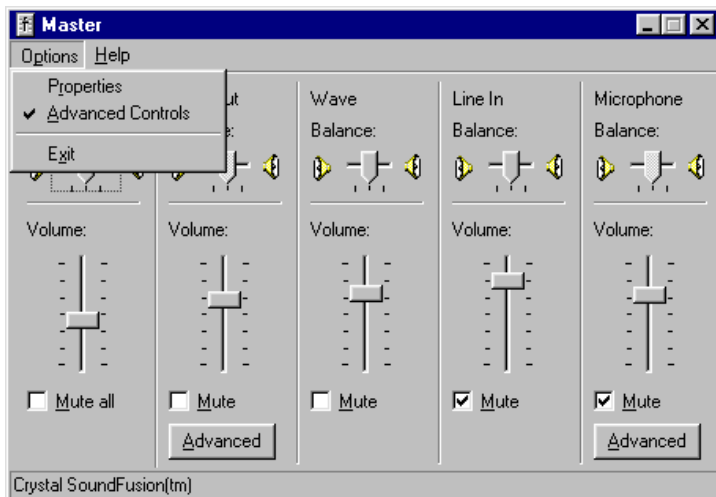 Master
Options Help
Properties
Advanced Controls
Exit
Wave Line In Microphone
Balance: Balance: Balance:
Volume: Volume: Volume: Volume: Volume:
Mute all Mute Mute Mute Mute
Advanced Advanced
Crystal SoundFusion(tm)